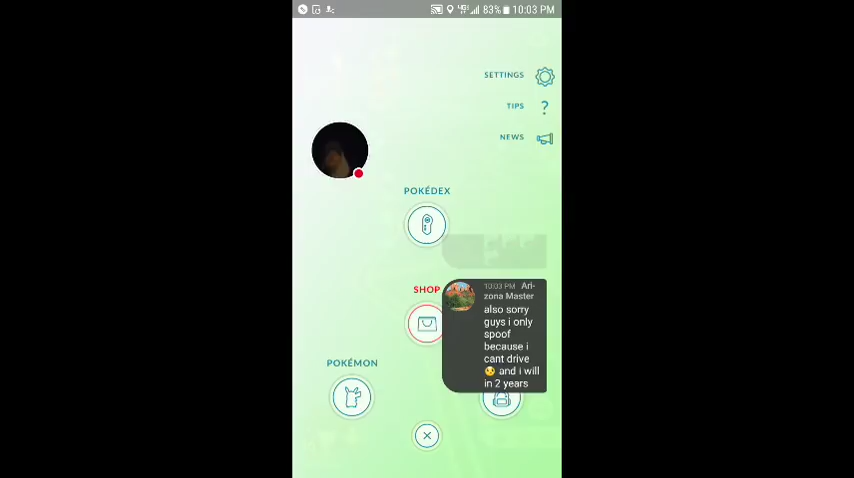 83% 10:03 PM
SETTINGS
TIPS ?
NEWS
POKÉDEX
SHOP
10:03 PM Ari-
zona Master
also sorry
guys i only
spoof
because i
cant drive
😔 and i will
in 2 years
POKÉMON